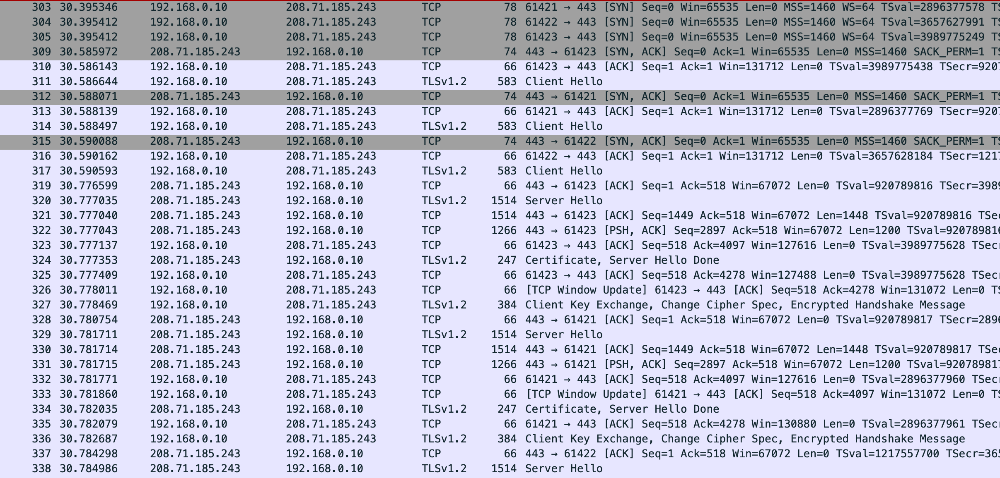 303 30.395346 192.168.0.10 208.71.185.243 TCP 78 61421 → 443 [SYN] Seq=0 Win=65535 Len=0 MSS=1460 WS=64 TSval=2896377578 TS
304 30.395412 192.168.0.10 208.71.185.243 TCP 78 61422 → 443 [SYN] Seq=0 Win=65535 Len=0 MSS=1460 WS=64 TSval=3657627991 TS
305 30.395412 192.168.0.10 208.71.185.243 TCP 78 61423 → 443 [SYN] Seq=0 Win=65535 Len=0 MSS=1460 WS=64 TSval=3989775249 TS
309 30.585972 208.71.185.243 192.168.0.10 TCP 74 443 → 61423 [SYN, ACK] Seq=0 Ack=1 Win=65535 Len=0 MSS=1460 SACK_PERM=1 TS
310 30.586143 192.168.0.10 208.71.185.243 TCP 66 61423 → 443 [ACK] Seq=1 Ack=1 Win=131712 Len=0 TSval=3989775438 TSecr=9207
311 30.586644 192.168.0.10 208.71.185.243 TLSv1.2 583 Client Hello
312 30.588071 208.71.185.243 192.168.0.10 TCP 74 443 → 61421 [SYN, ACK] Seq=0 Ack=1 Win=65535 Len=0 MSS=1460 SACK_PERM=1 TS
313 30.588139 192.168.0.10 208.71.185.243 TCP 66 61421 → 443 [ACK] Seq=1 Ack=1 Win=131712 Len=0 TSval=2896377769 TSecr=9207
314 30.588497 192.168.0.10 208.71.185.243 TLSv1.2 583 Client Hello
315 30.590088 208.71.185.243 192.168.0.10 TCP 74 443 → 61422 [SYN, ACK] Seq=0 Ack=1 Win=65535 Len=0 MSS=1460 SACK_PERM=1 TS
316 30.590162 192.168.0.10 208.71.185.243 TCP 66 61422 → 443 [ACK] Seq=1 Ack=1 Win=131712 Len=0 TSval=3657628184 TSecr=1217
317 30.590593 192.168.0.10 208.71.185.243 TLSv1.2 583 Client Hello
319 30.776599 208.71.185.243 192.168.0.10 TCP 66 443 → 61423 [ACK] Seq=1 Ack=518 Win=67072 Len=0 TSval=920789816 TSecr=3989
320 30.777035 208.71.185.243 192.168.0.10 TLSv1.2 1514 Server Hello
321 30.777040 208.71.185.243 192.168.0.10 TCP 1514 443 → 61423 [ACK] Seq=1449 Ack=518 Win=67072 Len=1448 TSval=920789816 TSec
322 30.777043 208.71.185.243 192.168.0.10 TCP 1266 443 → 61423 [PSH, ACK] Seq=2897 Ack=518 Win=67072 Len=1200 TSval=920789816
323 30.777137 192.168.0.10 208.71.185.243 TCP 66 61423 → 443 [ACK] Seq=518 Ack=4097 Win=127616 Len=0 TSval=3989775628 TSecr
324 30.777353 208.71.185.243 192.168.0.10 TLSv1.2 247 Certificate, Server Hello Done
325 30.777409 192.168.0.10 208.71.185.243 TCP 66 61423 → 443 [ACK] Seq=518 Ack=4278 Win=127488 Len=0 TSval=3989775628 TSecr
326 30.778011 192.168.0.10 208.71.185.243 TCP 66 [TCP Window Update] 61423 → 443 [ACK] Seq=518 Ack=4278 Win=131072 Len=0 TS
327 30.778469 192.168.0.10 208.71.185.243 TLSv1.2 384 Client Key Exchange, Change Cipher Spec, Encrypted Handshake Message
328 30.780754 208.71.185.243 192.168.0.10 TCP 66 443 → 61421 [ACK] Seq=1 Ack=518 Win=67072 Len=0 TSval=920789817 TSecr=2896
329 30.781711 208.71.185.243 192.168.0.10 TLSv1.2 1514 Server Hello
330 30.781714 208.71.185.243 192.168.0.10 TCP 1514 443 → 61421 [ACK] Seq=1449 Ack=518 Win=67072 Len=1448 TSval=920789817 TSec
331 30.781715 208.71.185.243 192.168.0.10 TCP 1266 443 → 61421 [PSH, ACK] Seq=2897 Ack=518 Win=67072 Len=1200 TSval=920789817
332 30.781771 192.168.0.10 208.71.185.243 TCP 66 61421 → 443 [ACK] Seq=518 Ack=4097 Win=127616 Len=0 TSval=2896377960 TSecr
333 30.781860 192.168.0.10 208.71.185.243 TCP 66 [TCP Window Update] 61421 → 443 [ACK] Seq=518 Ack=4097 Win=131072 Len=0 TS
334 30.782035 208.71.185.243 192.168.0.10 TLSv1.2 247 Certificate, Server Hello Done
335 30.782079 192.168.0.10 208.71.185.243 TCP 66 61421 → 443 [ACK] Seq=518 Ack=4278 Win=130880 Len=0 TSval=2896377961 TSecr
336 30.782687 192.168.0.10 208.71.185.243 TLSv1.2 384 Client Key Exchange, Change Cipher Spec, Encrypted Handshake Message
337 30.784298 208.71.185.243 192.168.0.10 TCP 66 443 → 61422 [ACK] Seq=1 Ack=518 Win=67072 Len=0 TSval=1217557700 TSecr=365
338 30.784986 208.71.185.243 192.168.0.10 TLSv1.2 1514 Server Hello